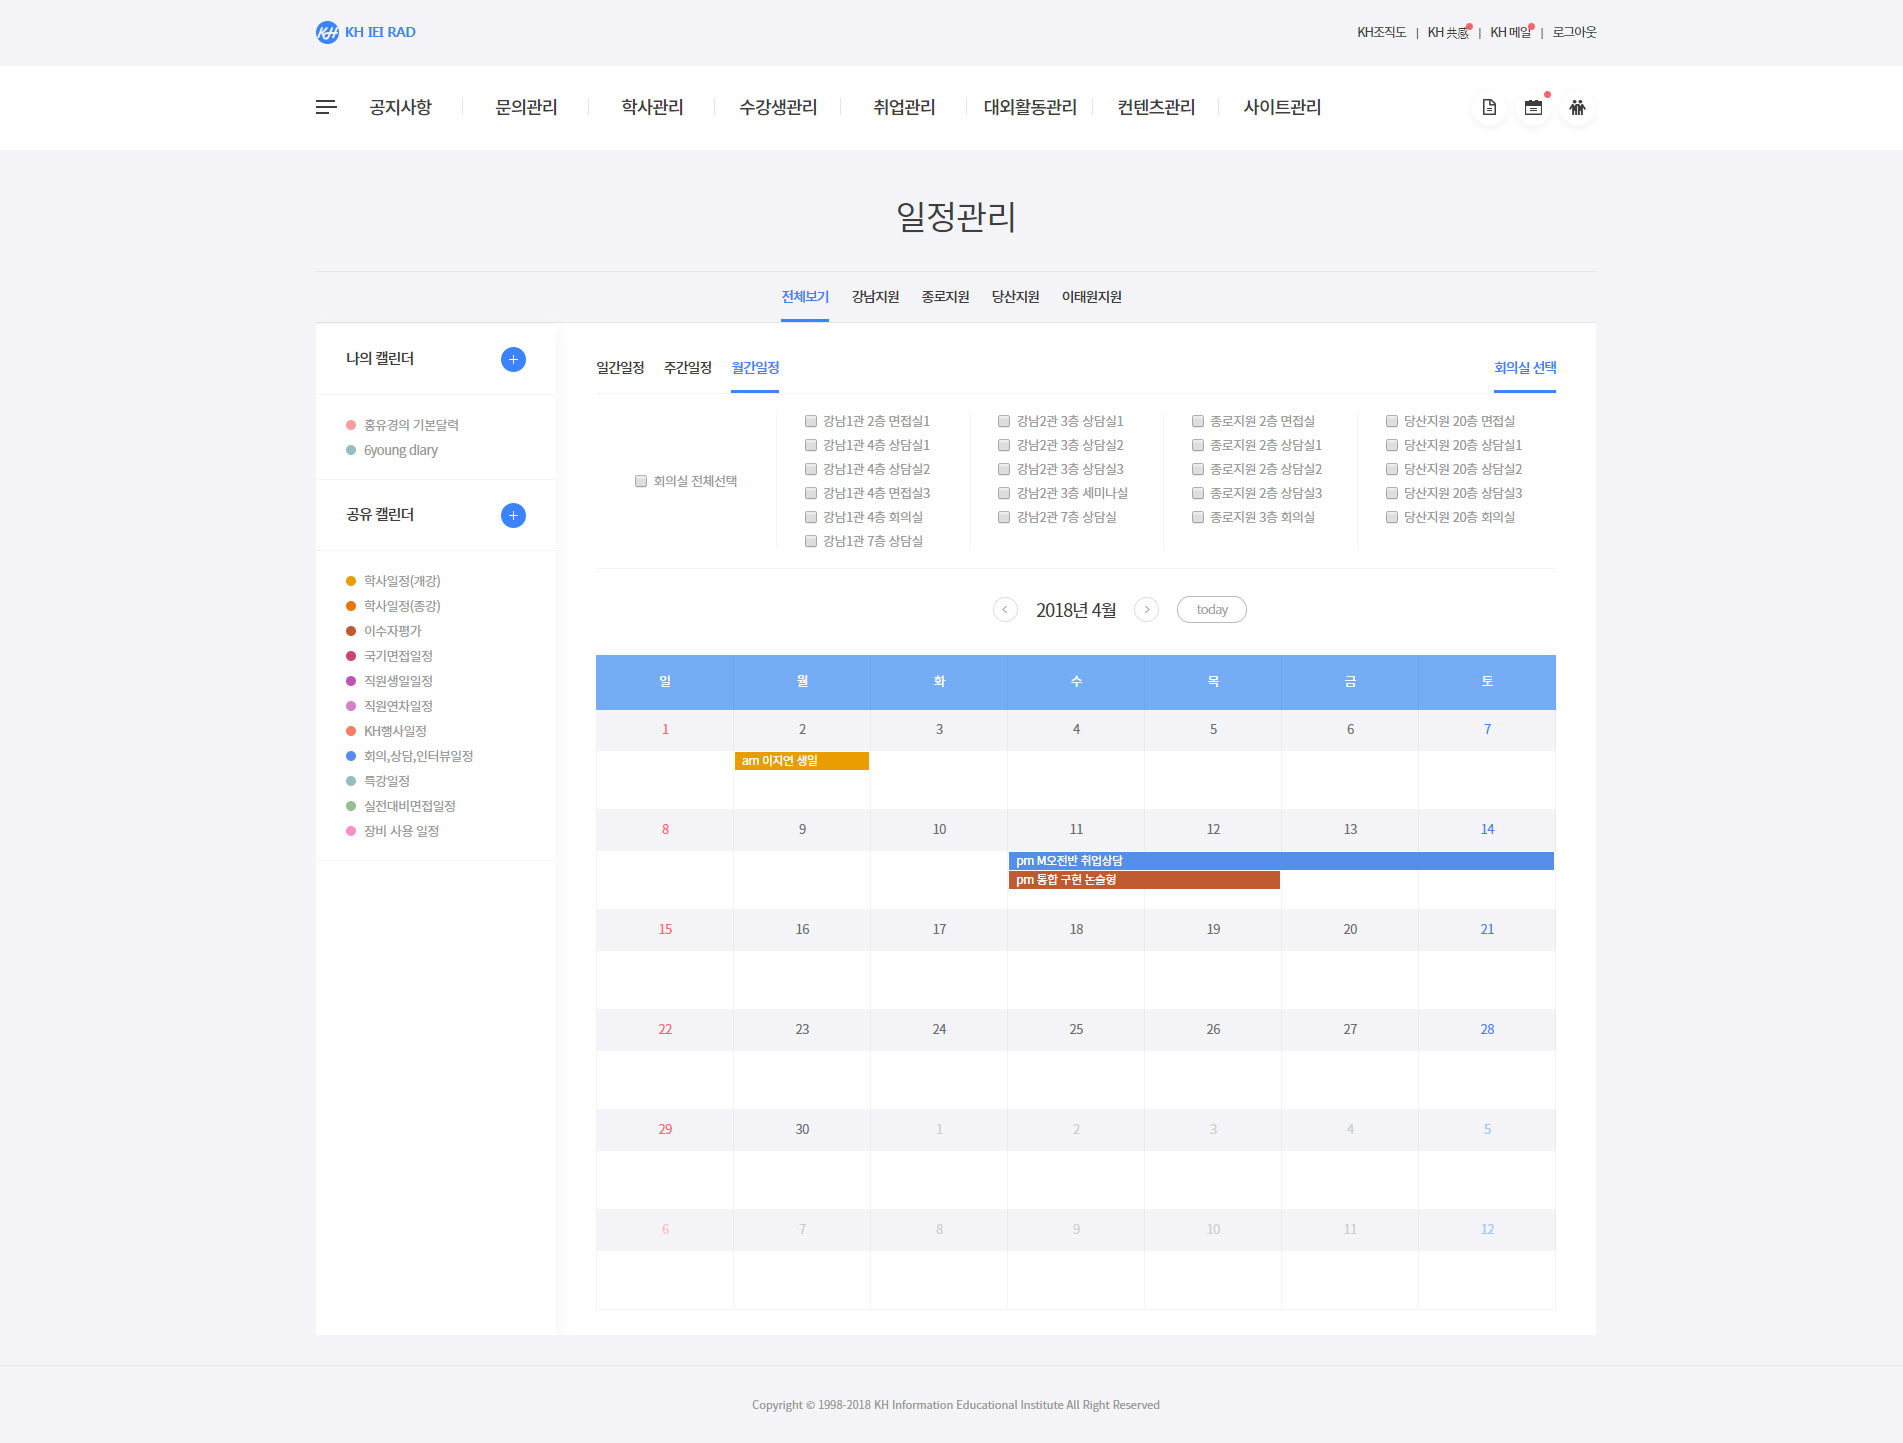 KH IEI RAD
KH조직도 | KH 共感 | KH 메일 | 로그아웃
공지사항 문의관리 학사관리 수강생관리 취업관리 대외활동관리 컨텐츠관리 사이트관리
일정관리
전체보기 강남지원 종로지원 당산지원 이태원지원
나의 캘린더
홍유경의 기본달력
6young diary
공유 캘린더
학사일정(개강)
학사일정(종강)
이수자평가
국기면접일정
직원생일일정
직원연차일정
KH행사일정
회의,상담,인터뷰일정
특강일정
실전대비면접일정
장비 사용 일정
일간일정 주간일정 월간일정 회의실 선택
회의실 전체선택
강남1관 2층 면접실1
강남1관 4층 상담실1
강남1관 4층 상담실2
강남1관 4층 면접실3
강남1관 4층 회의실
강남1관 7층 상담실
강남2관 3층 상담실1
강남2관 3층 상담실2
강남2관 3층 상담실3
강남2관 3층 세미나실
강남2관 7층 상담실
종로지원 2층 면접실
종로지원 2층 상담실1
종로지원 2층 상담실2
종로지원 2층 상담실3
종로지원 3층 회의실
당산지원 20층 면접실
당산지원 20층 상담실1
당산지원 20층 상담실2
당산지원 20층 상담실3
당산지원 20층 회의실
2018년 4월 today
일 월 화 수 목 금 토
1 2 3 4 5 6 7
am 이지연 생일
8 9 10 11 12 13 14
pm M오전반 취업상담
pm 통합 구현 논술형
15 16 17 18 19 20 21
22 23 24 25 26 27 28
29 30 1 2 3 4 5
6 7 8 9 10 11 12
Copyright © 1998-2018 KH Information Educational Institute All Right Reserved